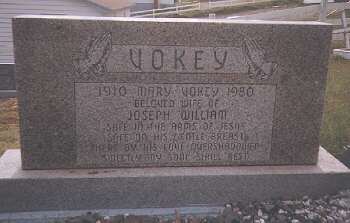 VOKEY
1910 MARY VOKEY 1980
BELOVED WIFE OF
JOSEPH WILLIAM
SAFE IN THE ARMS OF JESUS
SAFE ON HIS GENTLE BREAST
THERE BY HIS LOVE OVERSHADOWED
SWEETLY MY SOUL SHALL REST